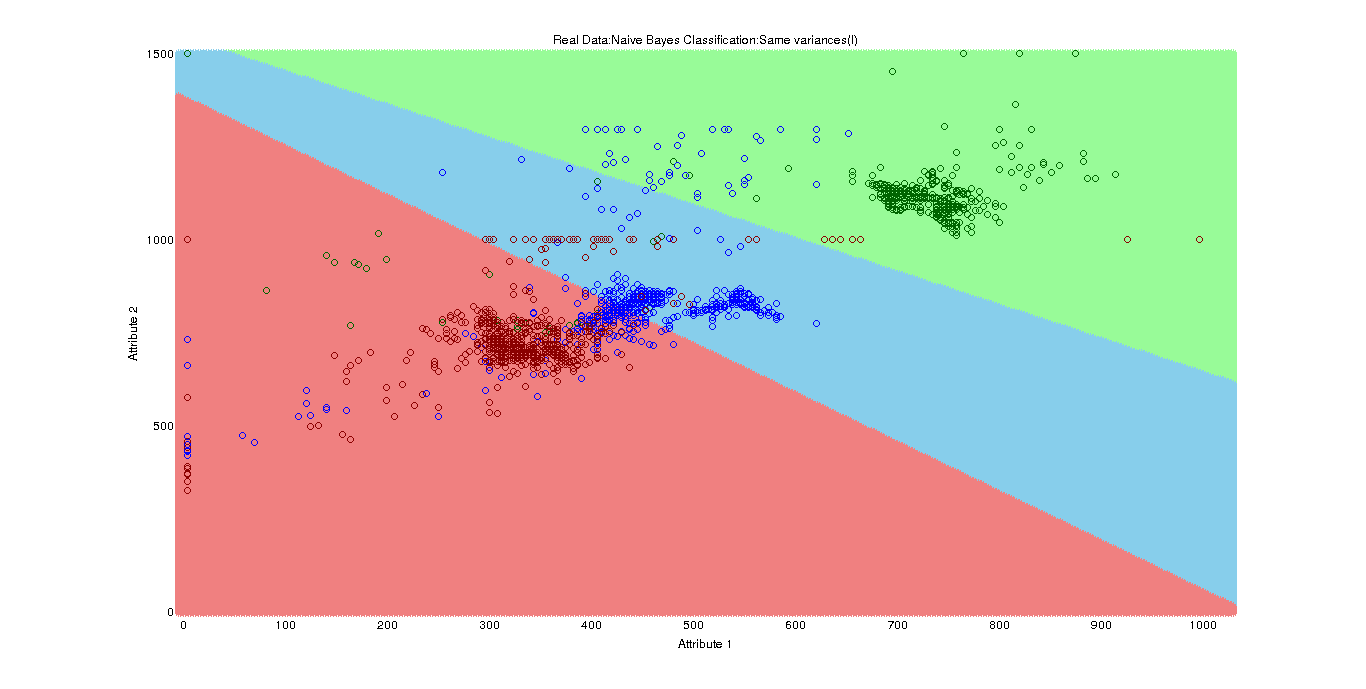 Real Data:Naive Bayes Classification:Same variances(I)
1500
1000
Attribute 2
500
0
0 100 200 300 400 500 600 700 800 900 1000
Attribute 1